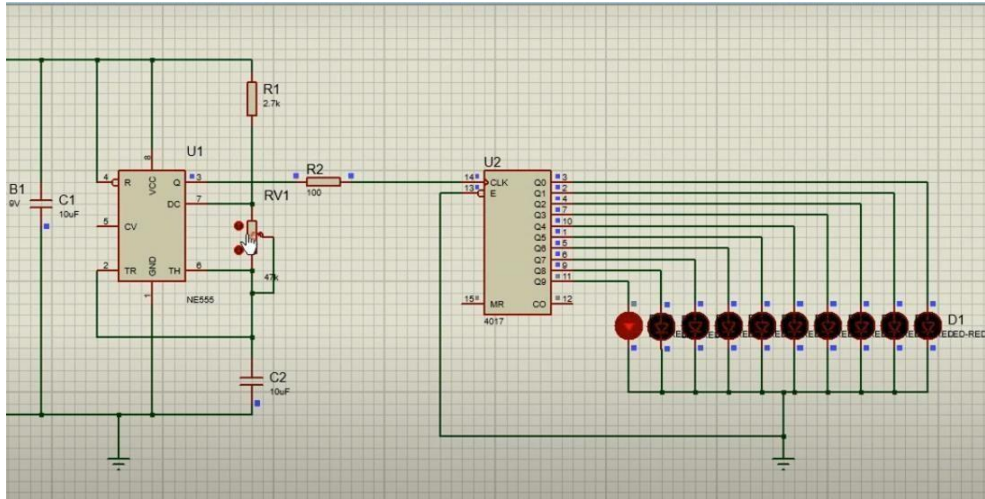 R1
2.7k
U1
R2
100
U2
B1
9V
C1
10uF
RV1
47k
4
R
VCC
8
Q
3
DC
7
5
CV
2
TR
GND
1
TH
6
NE555
C2
10uF
14
CLK
13
E
15
MR
4017
Q0
3
Q1
2
Q2
4
Q3
7
Q4
10
Q5
1
Q6
5
Q7
6
Q8
9
Q9
11
CO
12
D1
LED-RED